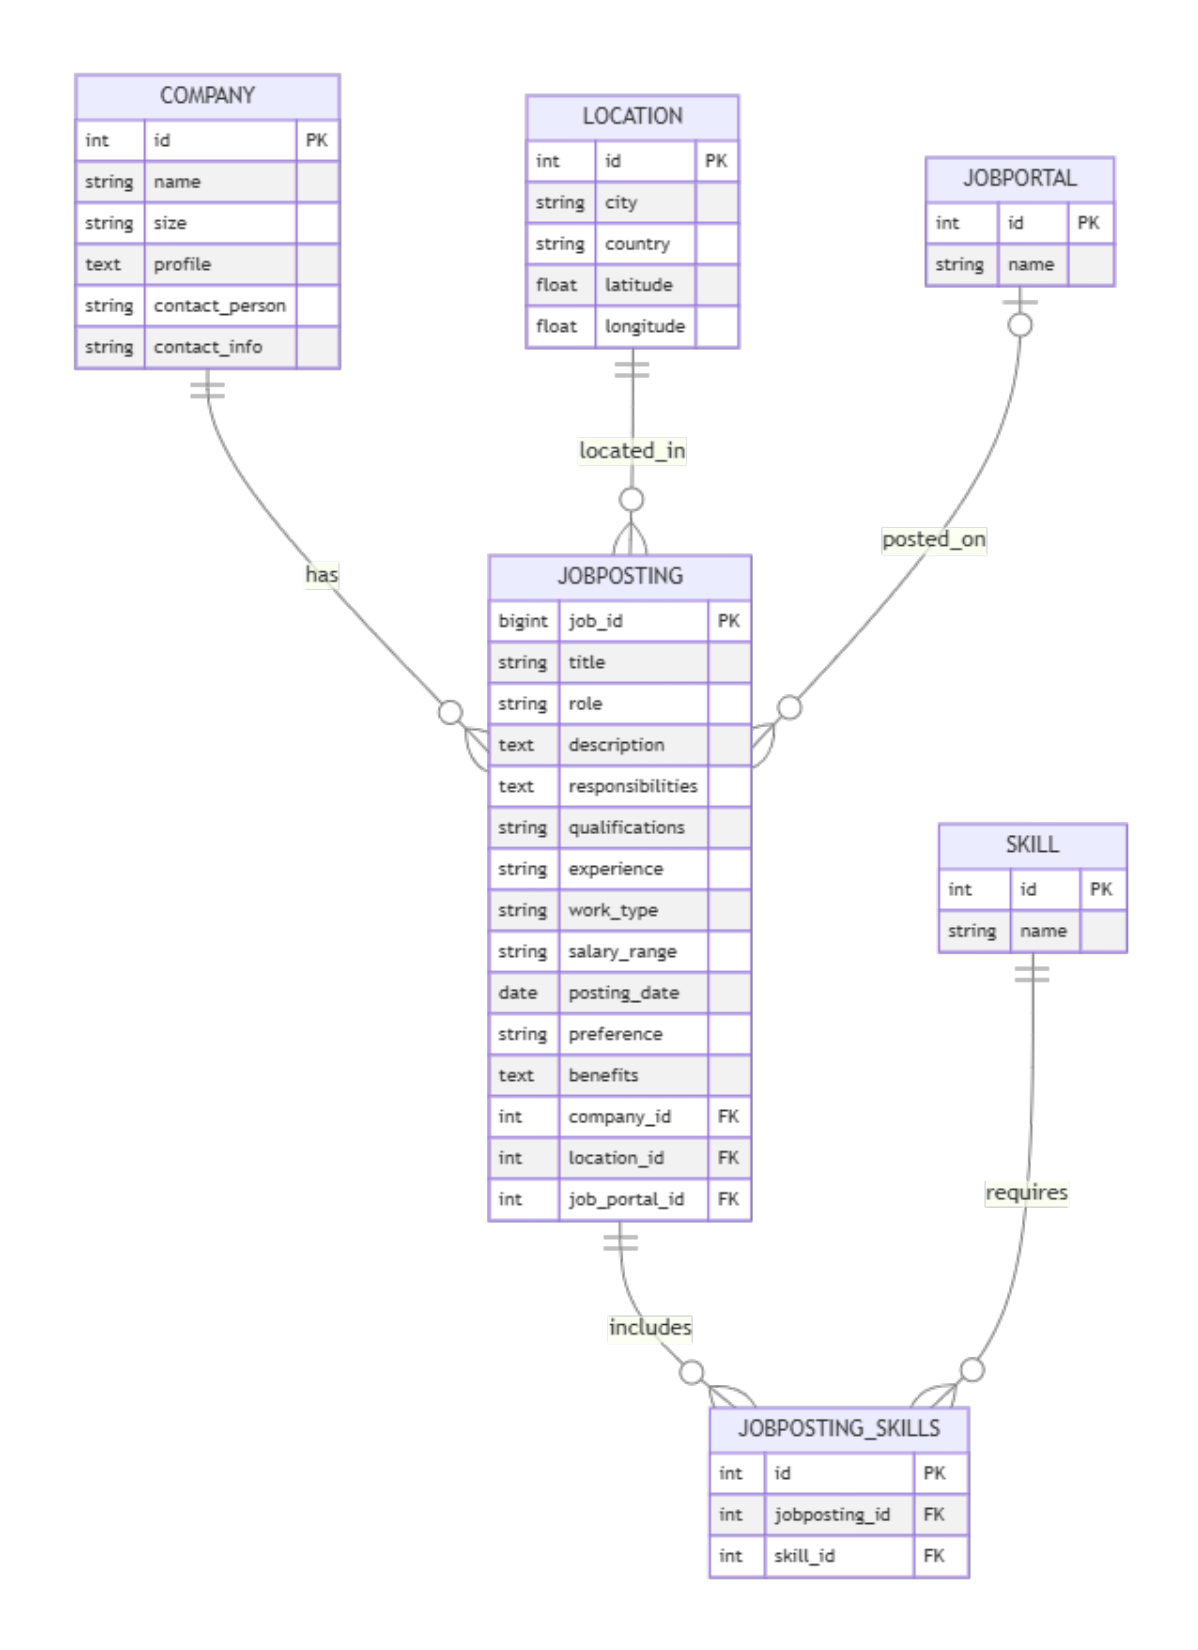 COMPANY
int id PK
string name
string size
text profile
string contact_person
string contact_info
LOCATION
int id PK
string city
string country
float latitude
float longitude
JOBPORTAL
int id PK
string name
located_in
posted_on
has
JOBPOSTING
bigint job_id PK
string title
string role
text description
text responsibilities
string qualifications
string experience
string work_type
string salary_range
date posting_date
string preference
text benefits
int company_id FK
int location_id FK
int job_portal_id FK
SKILL
int id PK
string name
requires
includes
JOBPOSTING_SKILLS
int id PK
int jobposting_id FK
int skill_id FK